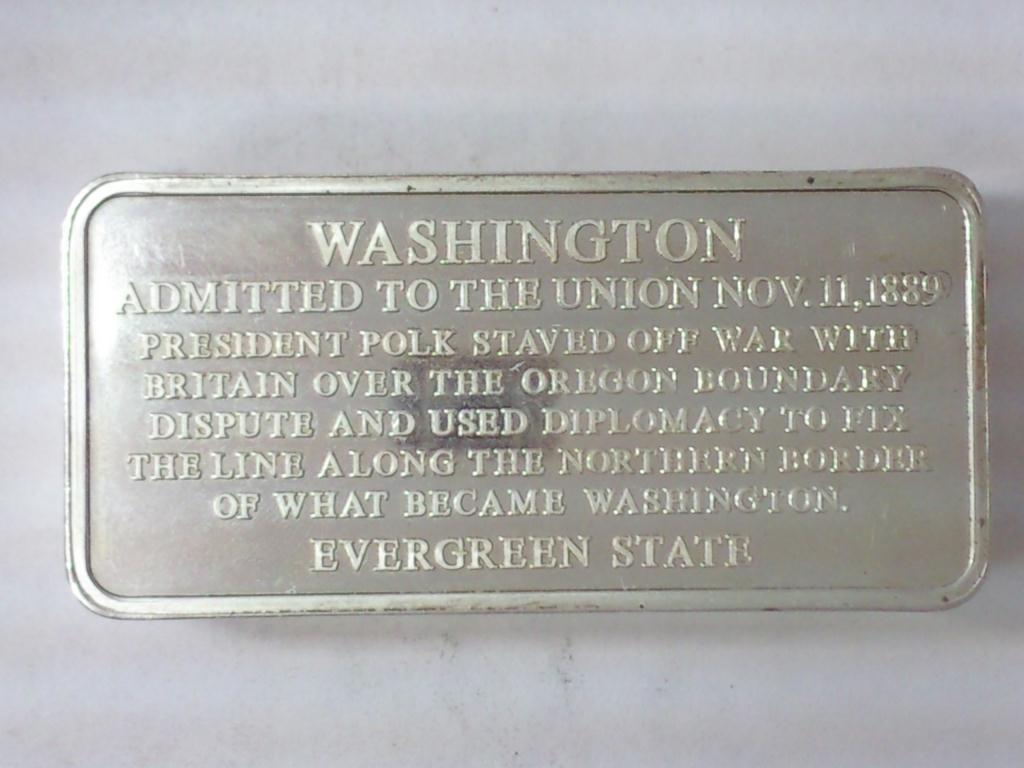 WASHINGTON
ADMITTED TO THE UNION NOV. 11, 1889
PRESIDENT POLK STAVED OFF WAR WITH
BRITAIN OVER THE OREGON BOUNDARY
DISPUTE AND USED DIPLOMACY TO FIX
THE LINE ALONG THE NORTHERN BORDER
OF WHAT BECAME WASHINGTON.
EVERGREEN STATE